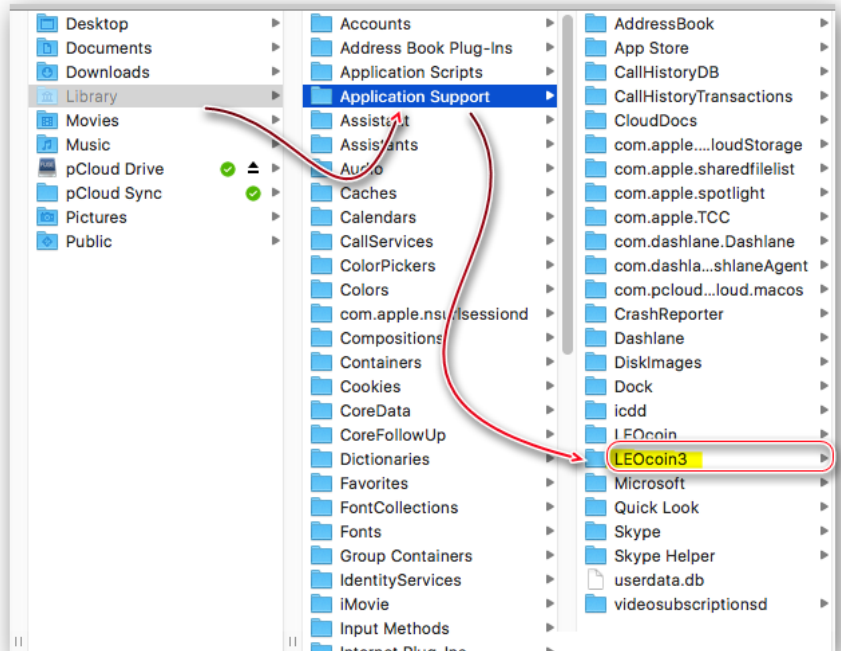 Desktop
Documents
Downloads
Library
Movies
Music
pCloud Drive
pCloud Sync
Pictures
Public
Accounts
Address Book Plug-Ins
Application Scripts
Application Support
Assistant
Assistants
Audio
Caches
Calendars
CallServices
ColorPickers
Colors
com.apple.nsurlsessiond
Compositions
Containers
Cookies
CoreData
CoreFollowUp
Dictionaries
Favorites
FontCollections
Fonts
Group Containers
IdentityServices
iMovie
Input Methods
Internet Plug-Ins
AddressBook
App Store
CallHistoryDB
CallHistoryTransactions
CloudDocs
com.apple....loudStorage
com.apple.sharedfilelist
com.apple.spotlight
com.apple.TCC
com.dashlane.Dashlane
com.dashla...shlaneAgent
com.pcloud...loud.macos
CrashReporter
Dashlane
DiskImages
Dock
icdd
LEOcoin
LEOcoin3
Microsoft
Quick Look
Skype
Skype Helper
userdata.db
videosubscriptionsd